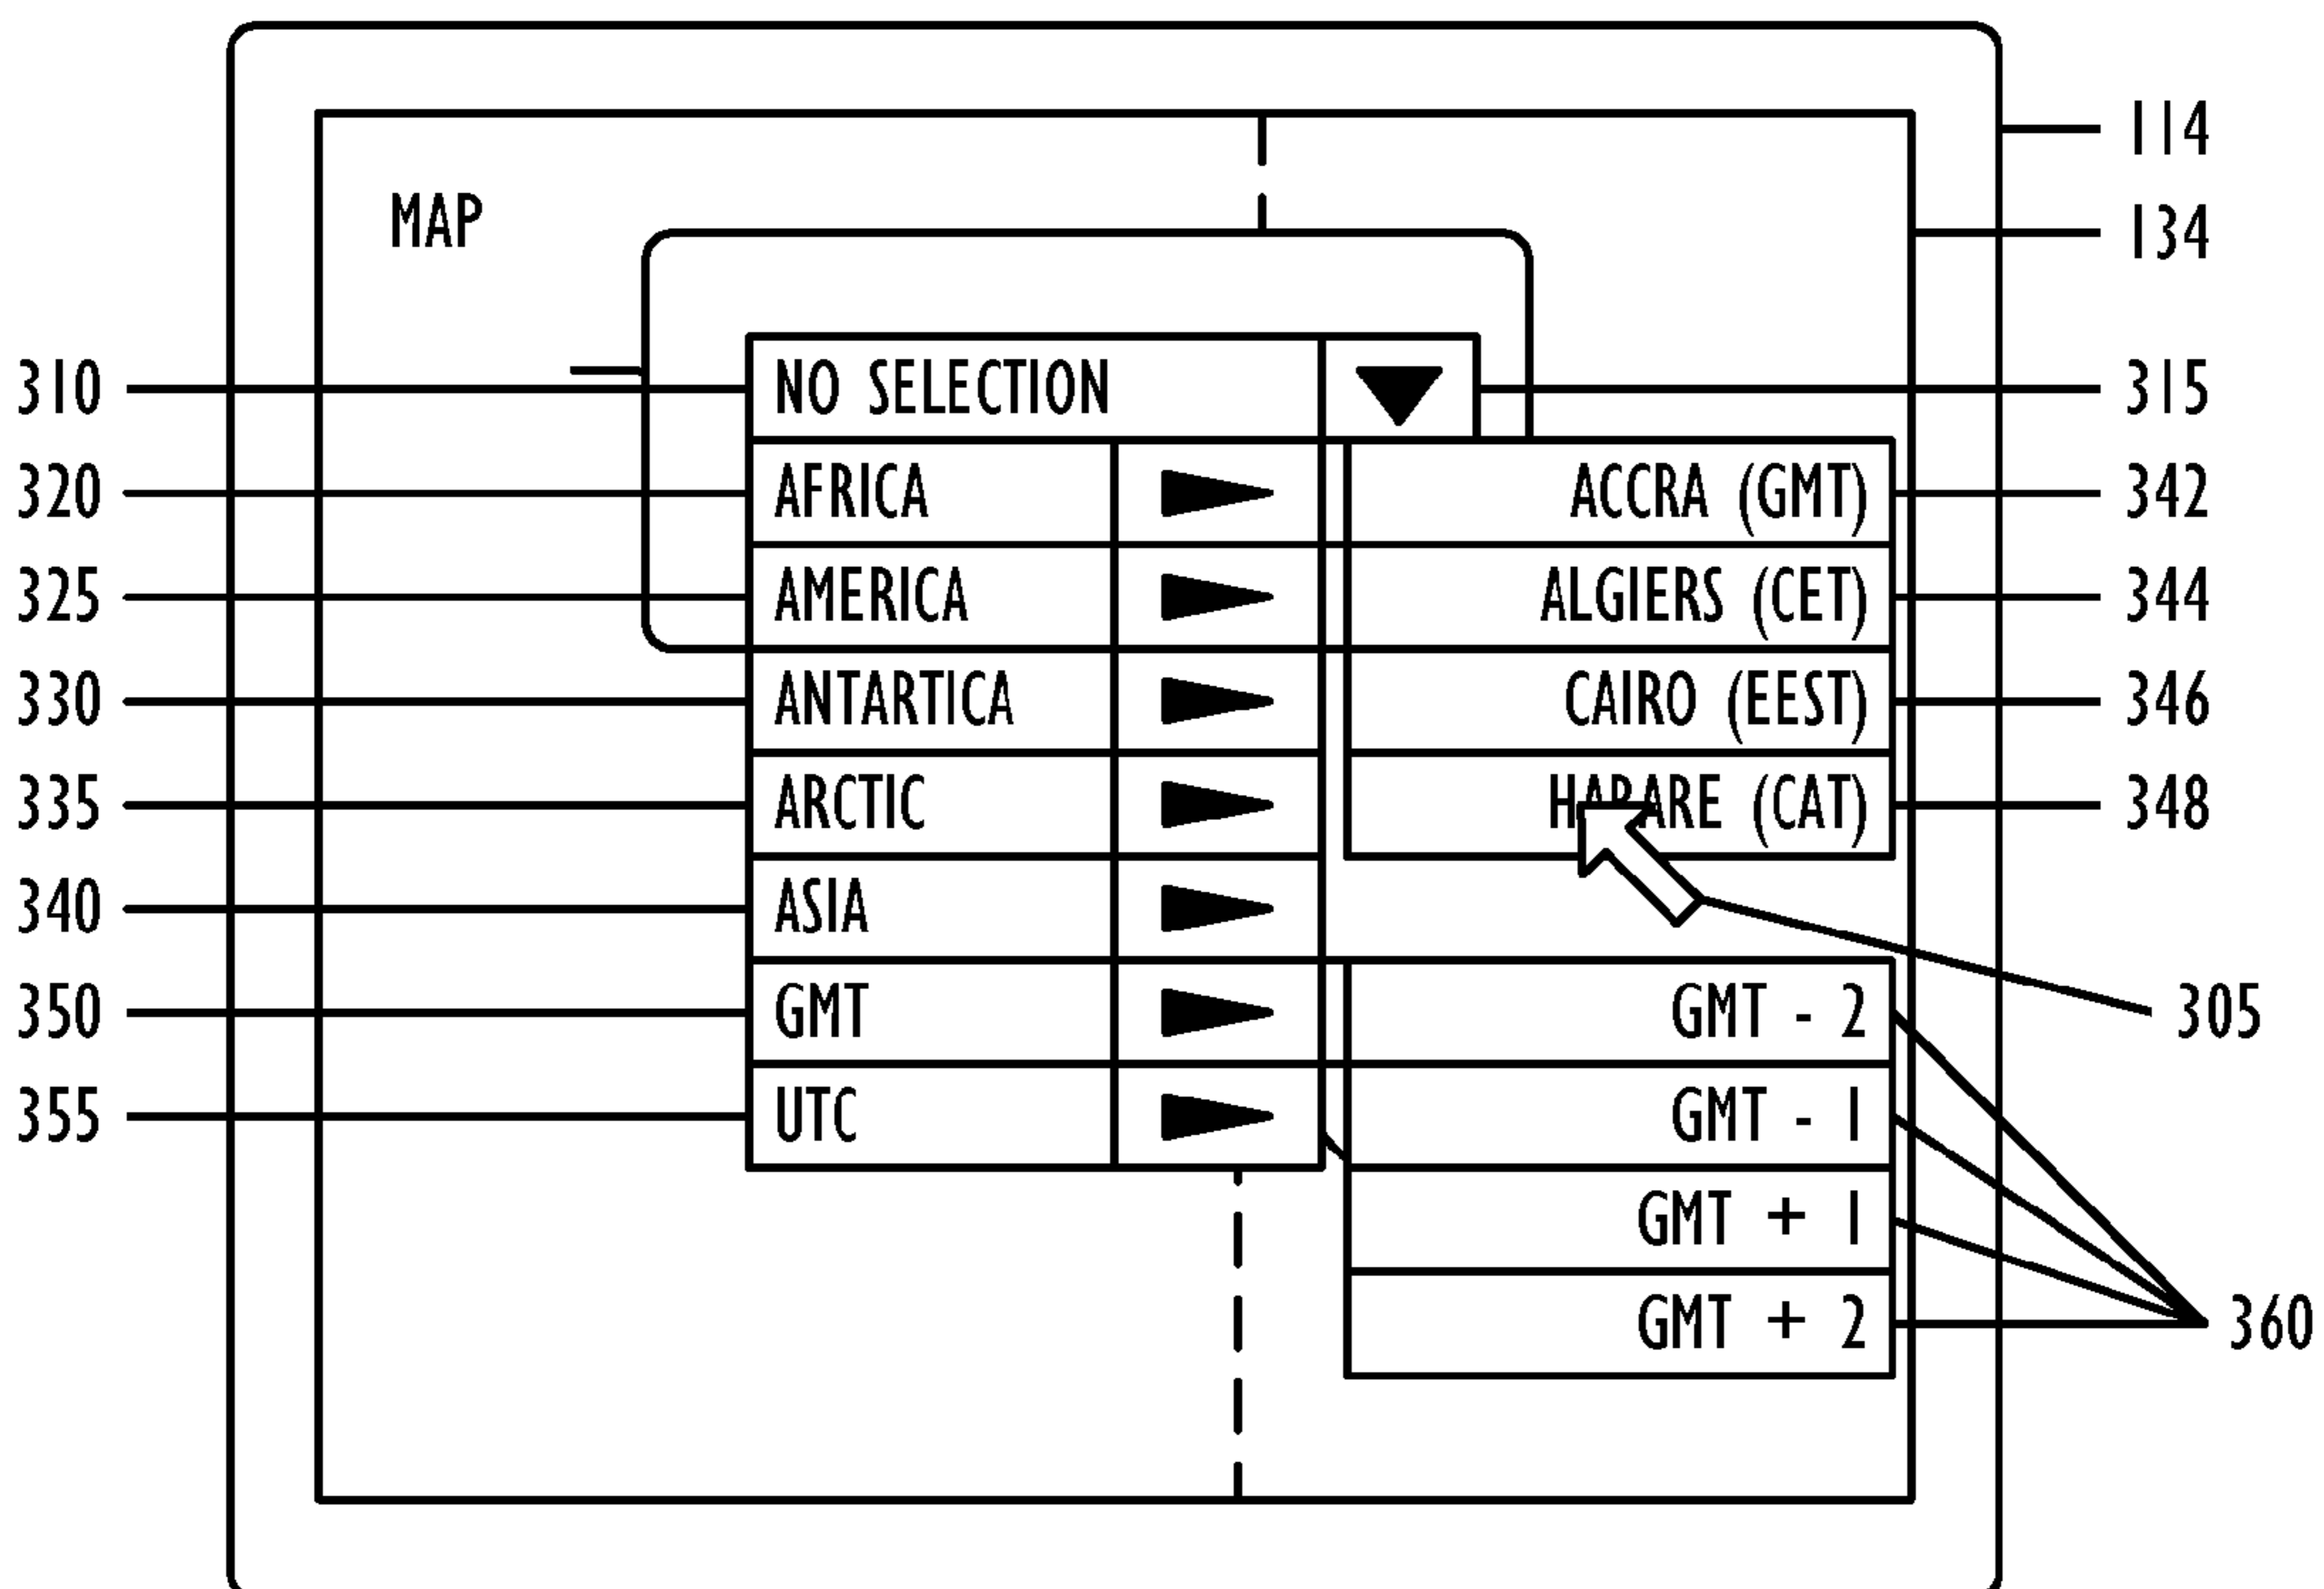 114
MAP
134
310 NO SELECTION 315
320 AFRICA ACCRA (GMT) 342
325 AMERICA ALGIERS (CET) 344
330 ANTARTICA CAIRO (EEST) 346
335 ARCTIC HARARE (CAT) 348
340 ASIA
350 GMT GMT - 2 305
355 UTC GMT - 1
GMT + 1
GMT + 2 360